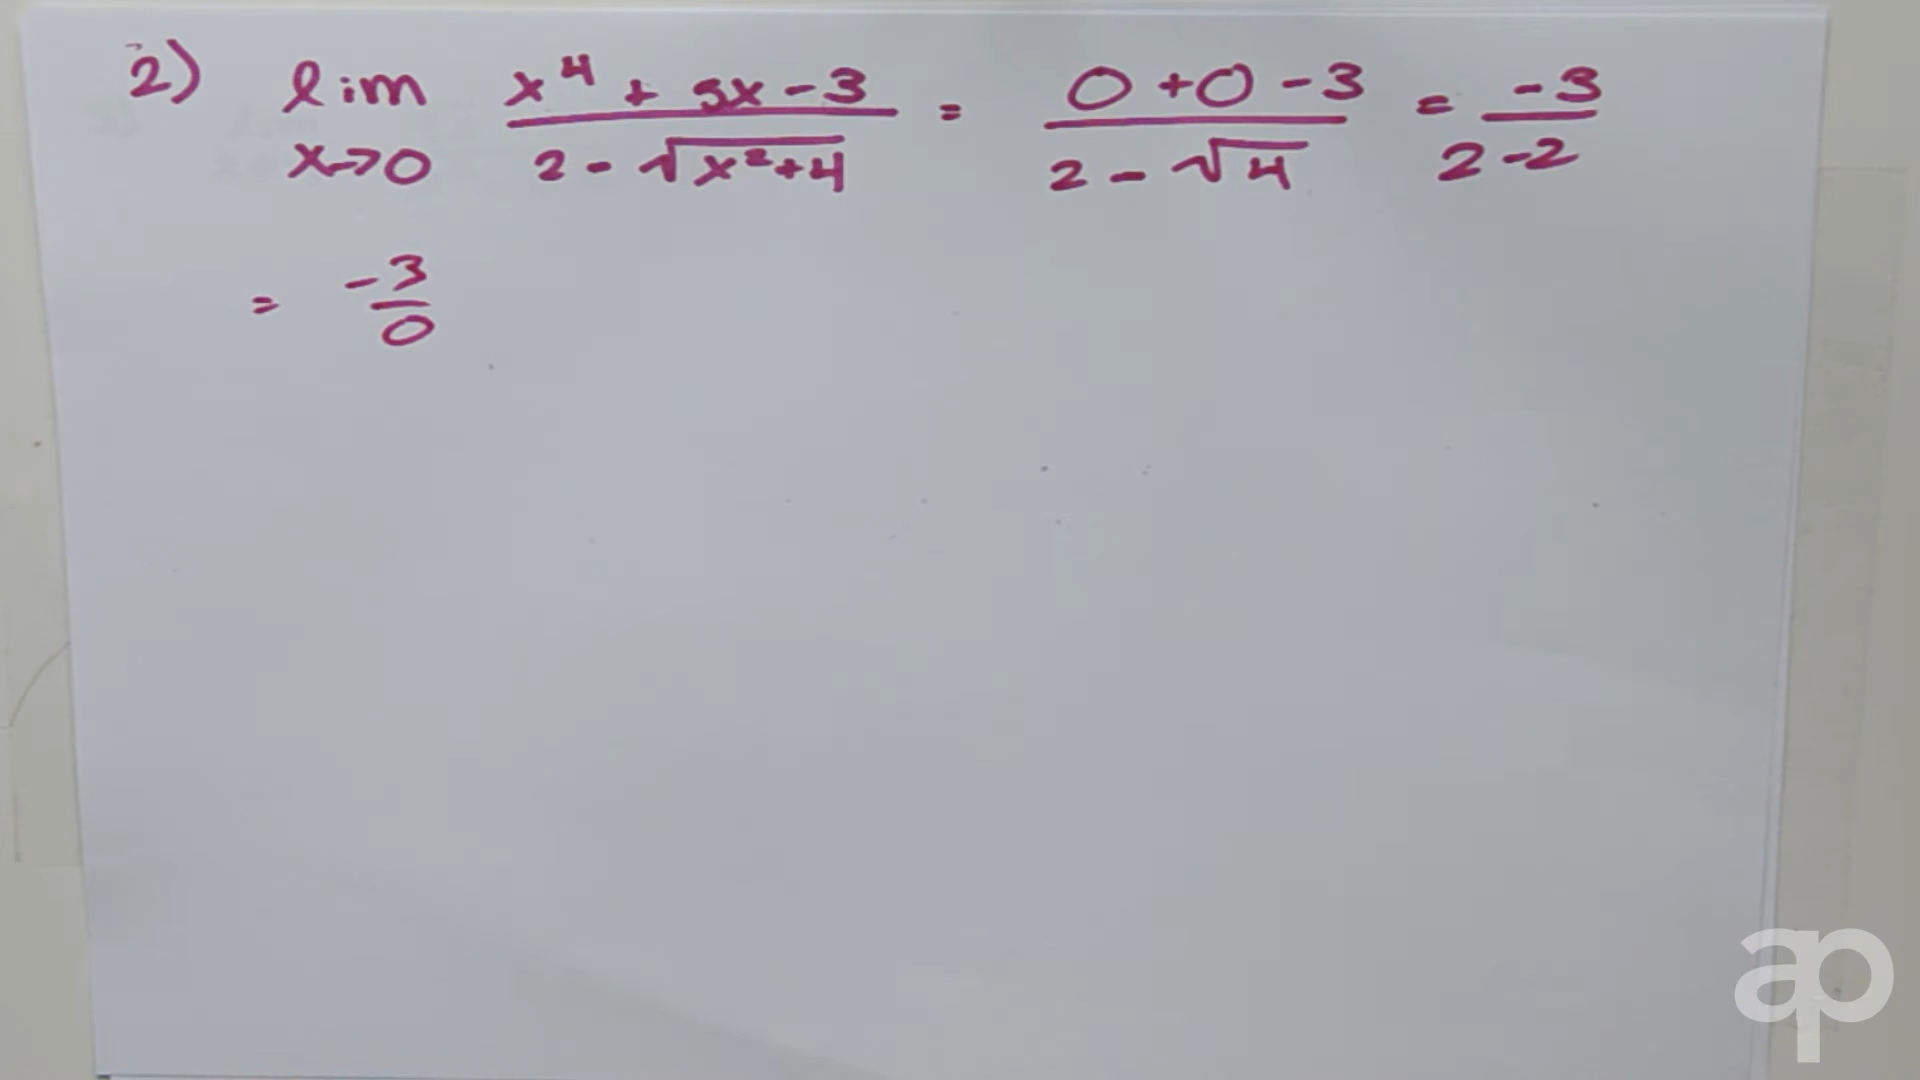 2) lim x→0 (x⁴ + 5x - 3)/(2 - √(x²+4)) = (0 + 0 - 3)/(2 - √4) = -3/(2-2)
= -3/0
ap